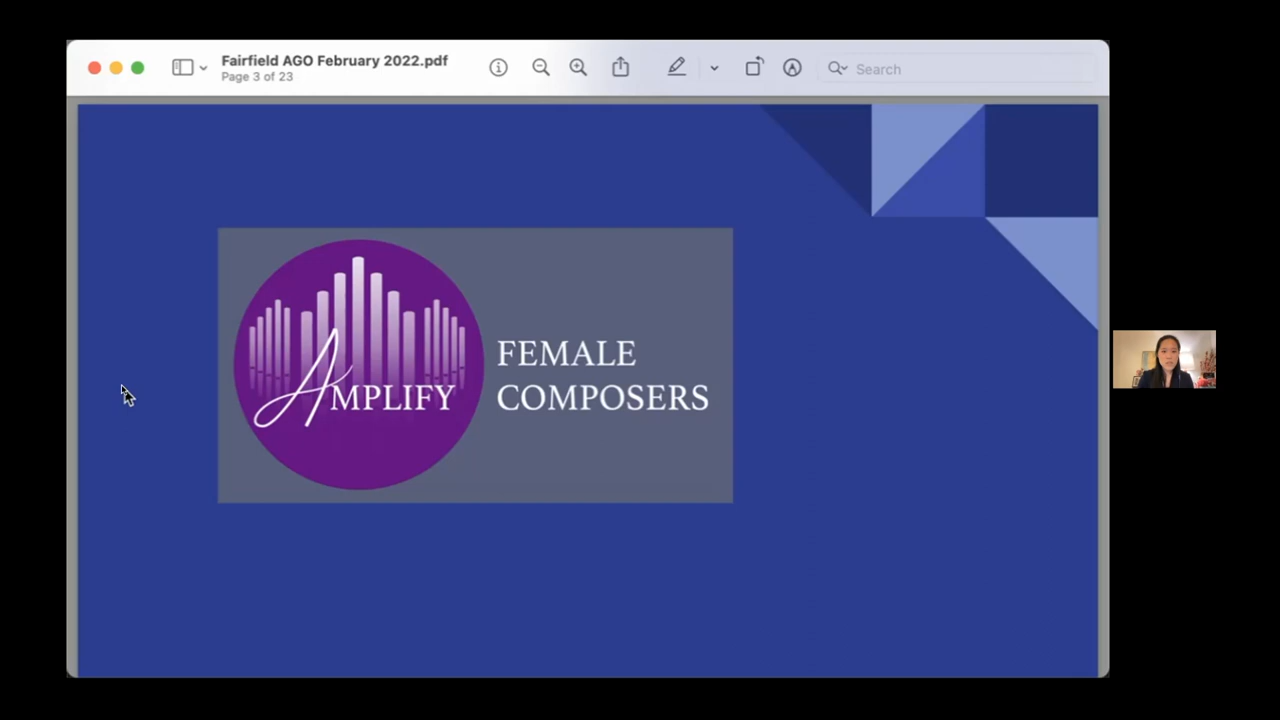 Fairfield AGO February 2022.pdf
Page 3 of 23
Search
AMPLIFY
FEMALE
COMPOSERS